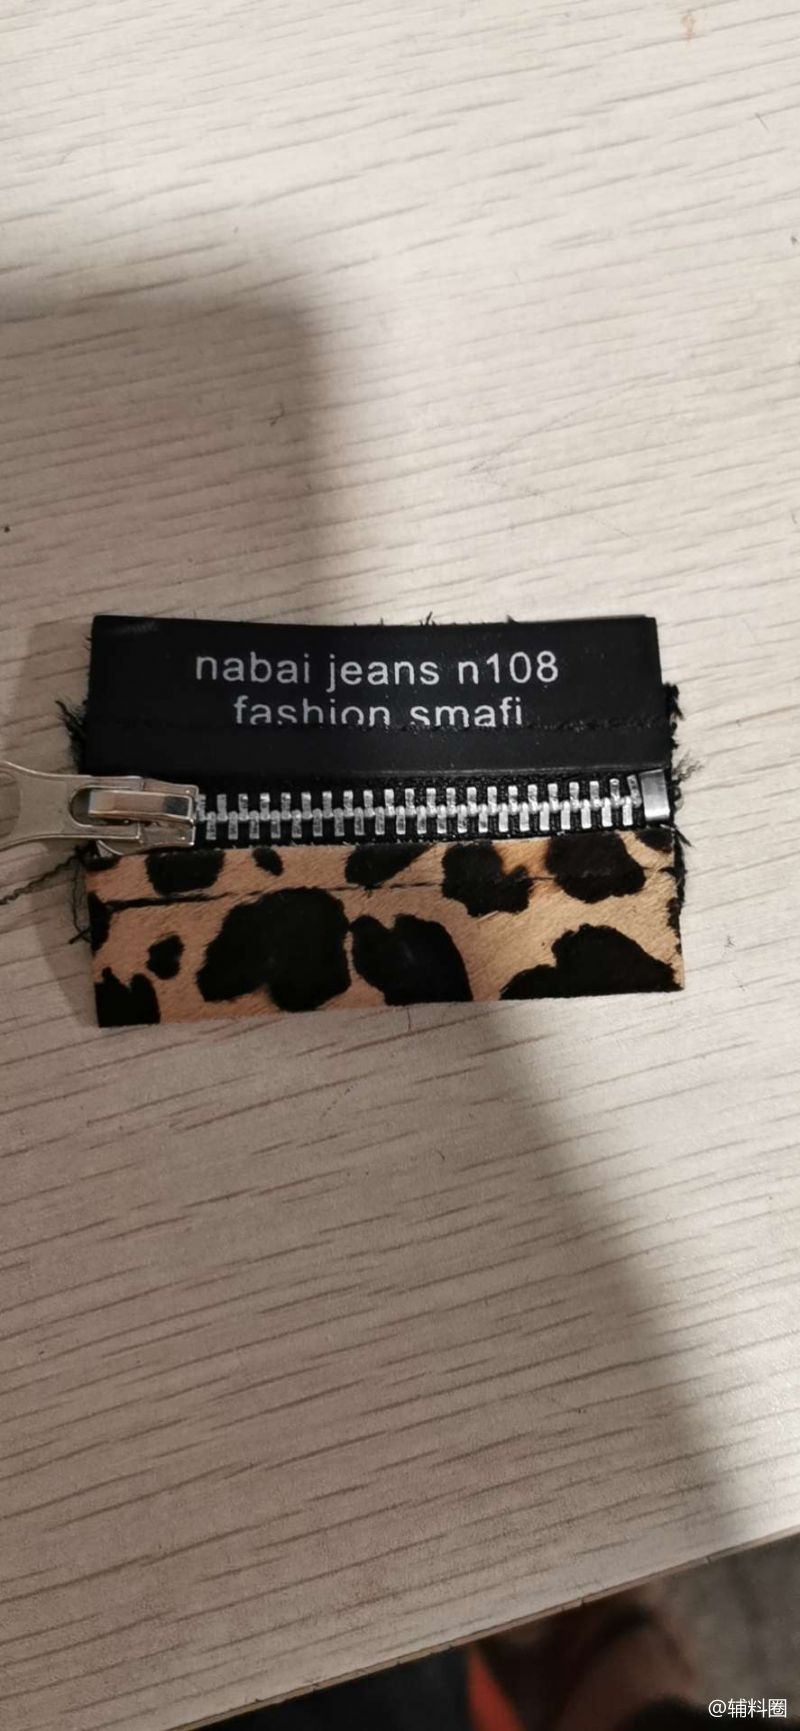 nabai jeans n108
fashion smafi
@辅料圈